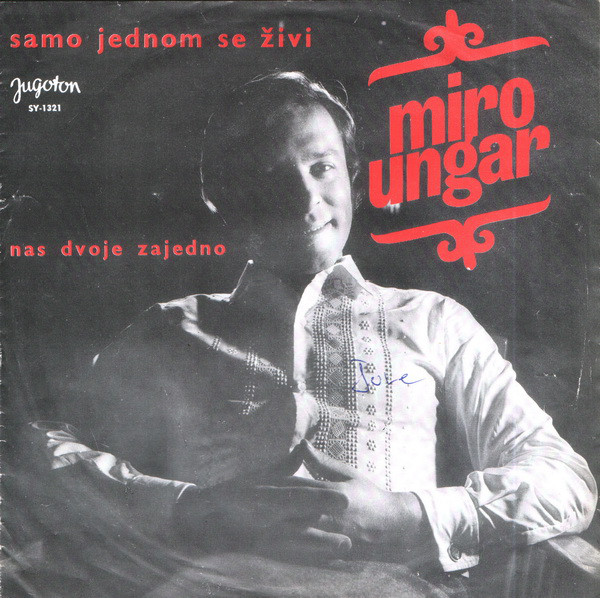 samo jednom se živi
Jugoton
SY-1321
miro
ungar
nas dvoje zajedno